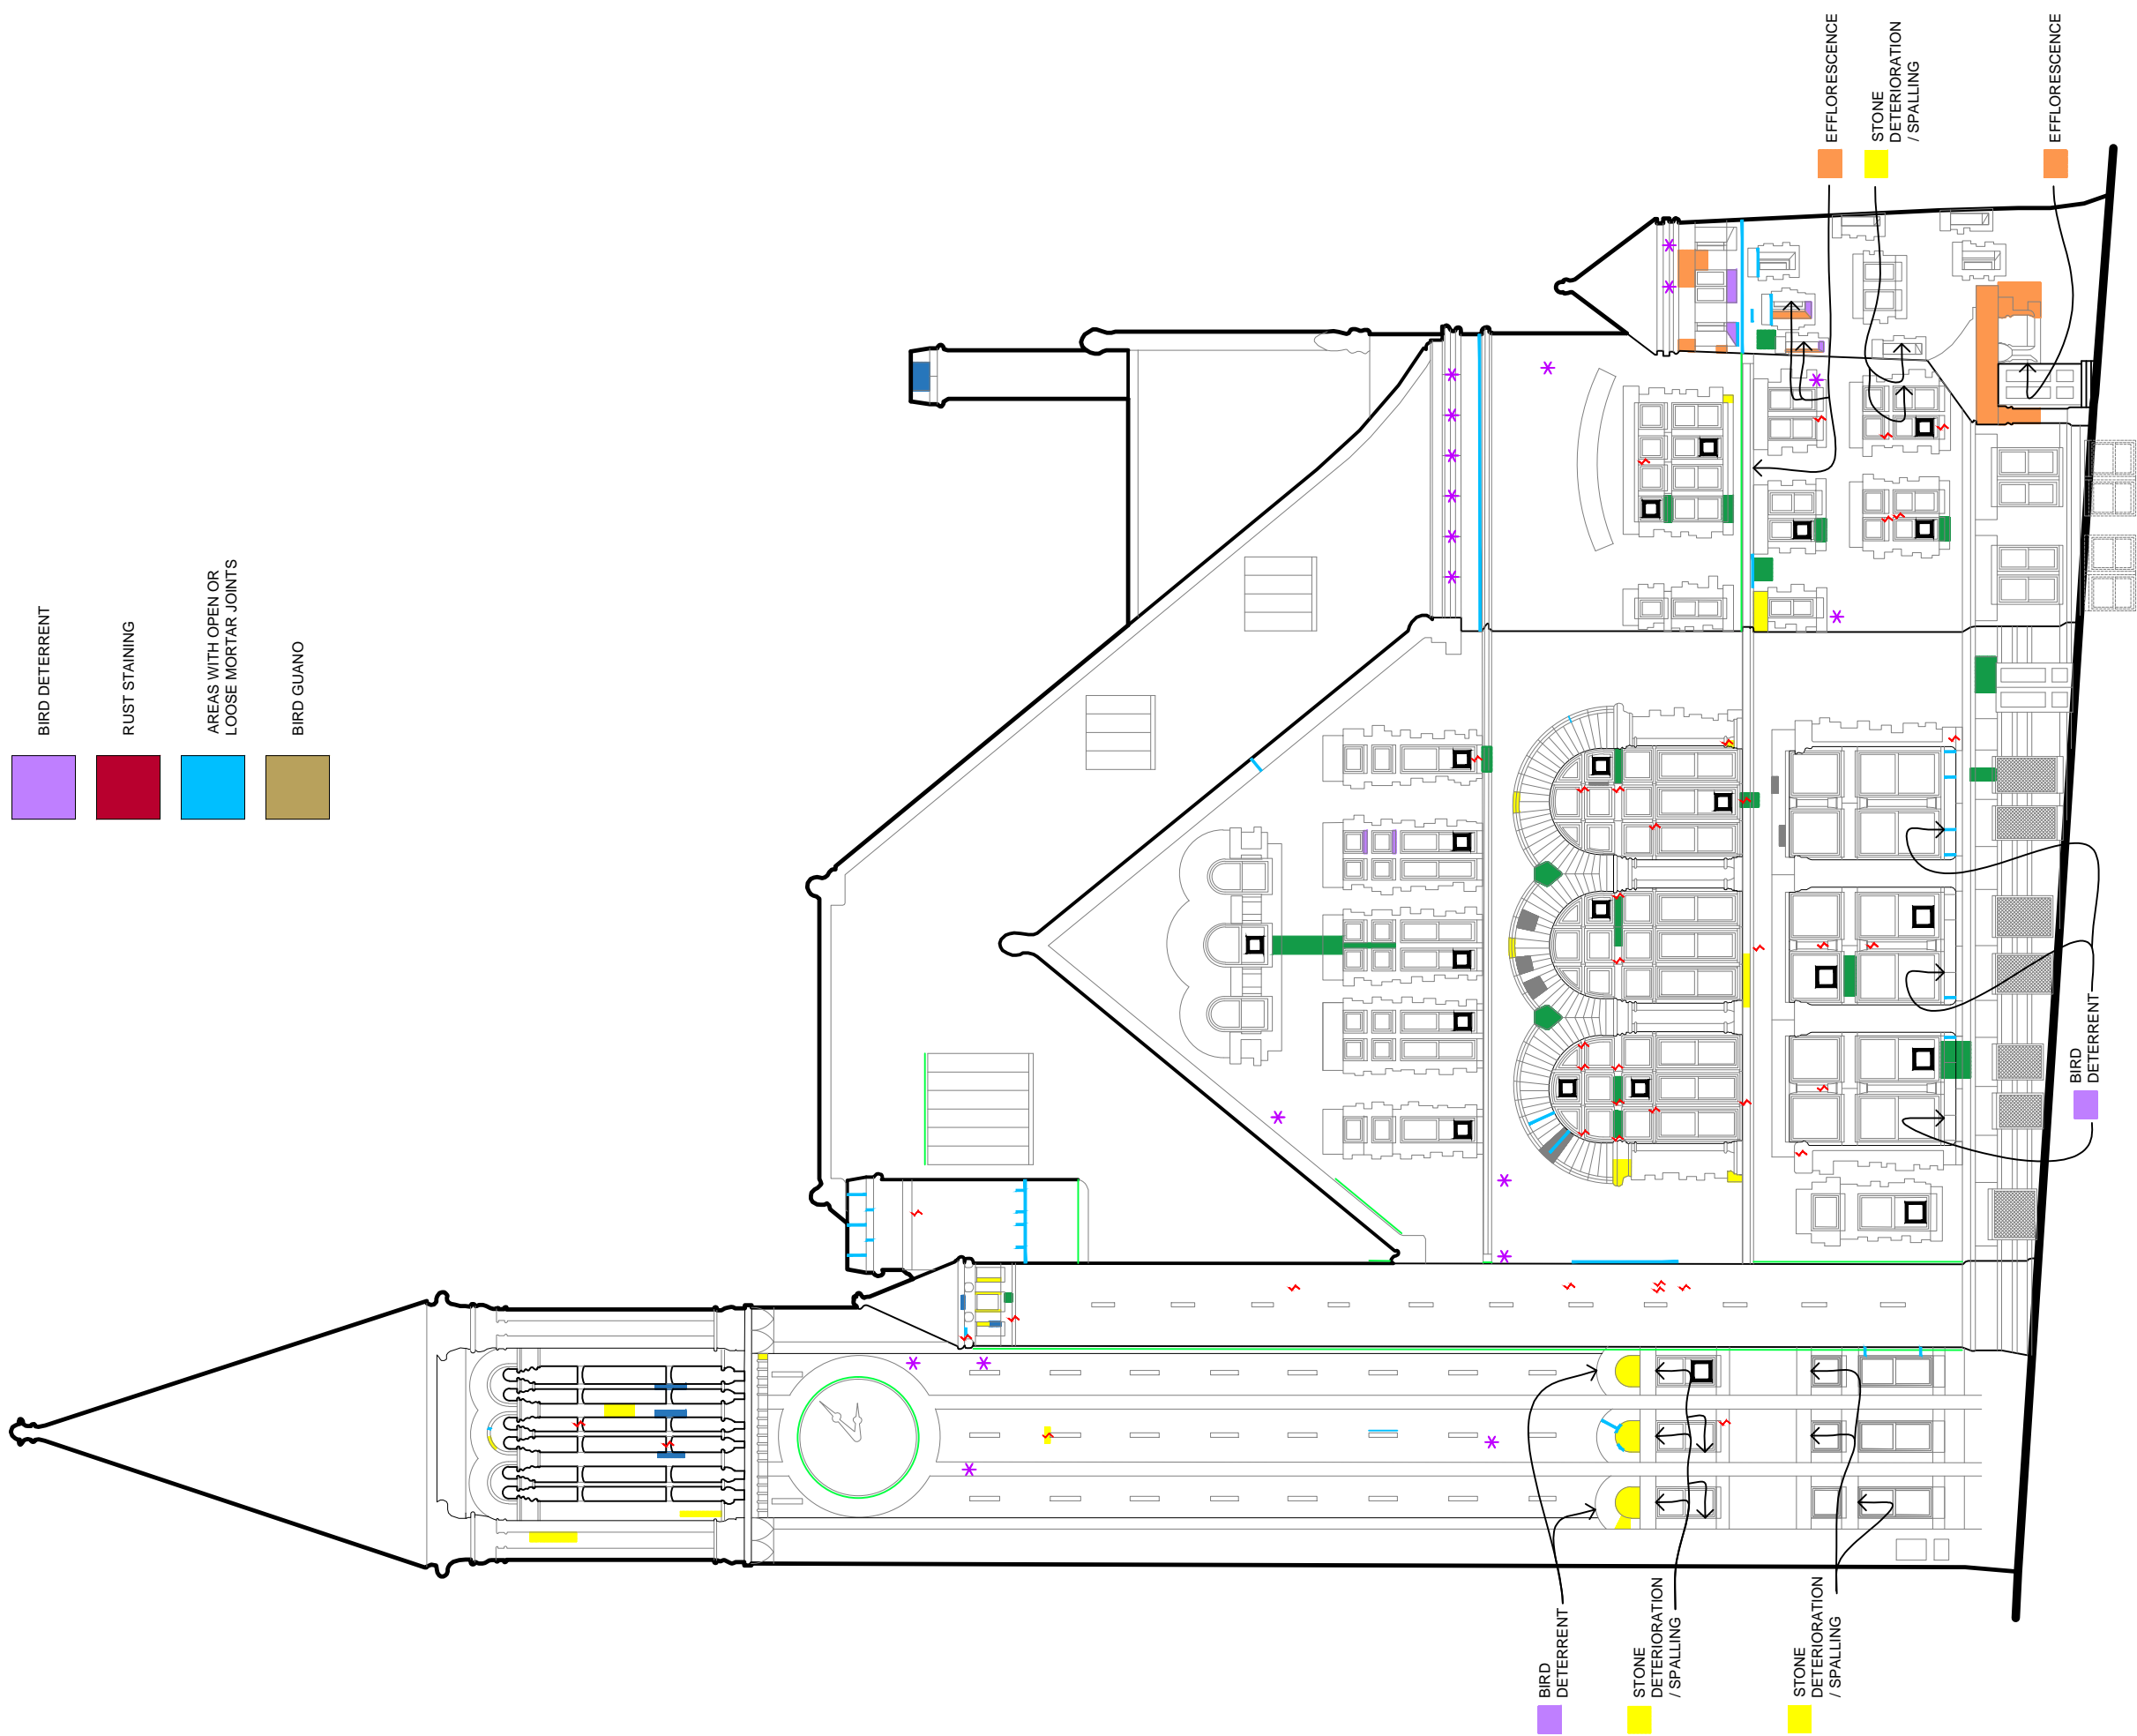 BIRD DETERRENT
RUST STAINING
AREAS WITH OPEN OR
LOOSE MORTAR JOINTS
BIRD GUANO
EFFLORESCENCE
STONE
DETERIORATION
/ SPALLING
EFFLORESCENCE
BIRD
DETERRENT
BIRD
DETERRENT
STONE
DETERIORATION
/ SPALLING
STONE
DETERIORATION
/ SPALLING